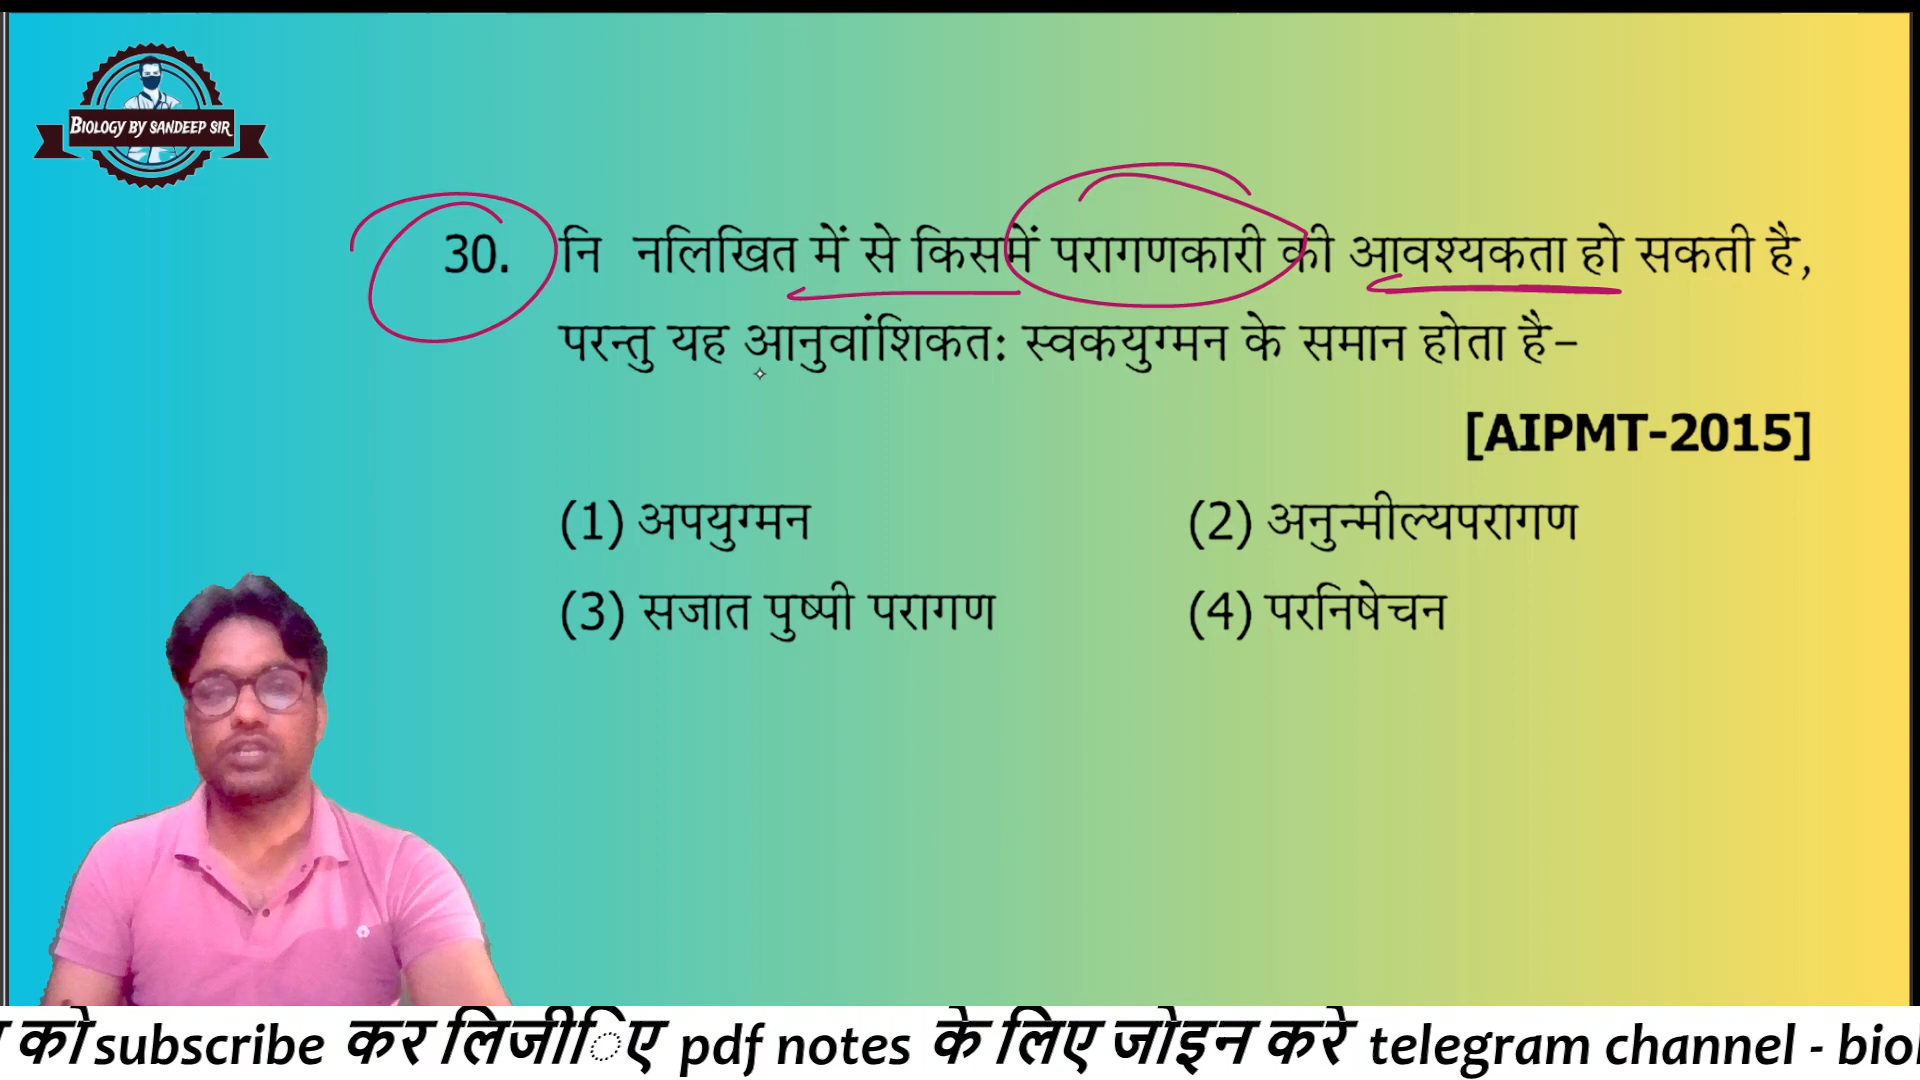 BIOLOGY BY SANDEEP SIR
30. नि नलिखित में से किसमें परागणकारी की आवश्यकता हो सकती है,
परन्तु यह आनुवांशिकत: स्वकयुग्मन के समान होता है–
[AIPMT-2015]
(1) अपयुग्मन (2) अनुन्मील्यपरागण
(3) सजात पुष्पी परागण (4) परनिषेचन
को subscribe कर लिजीिए pdf notes के लिए जोइन करे telegram channel - biol